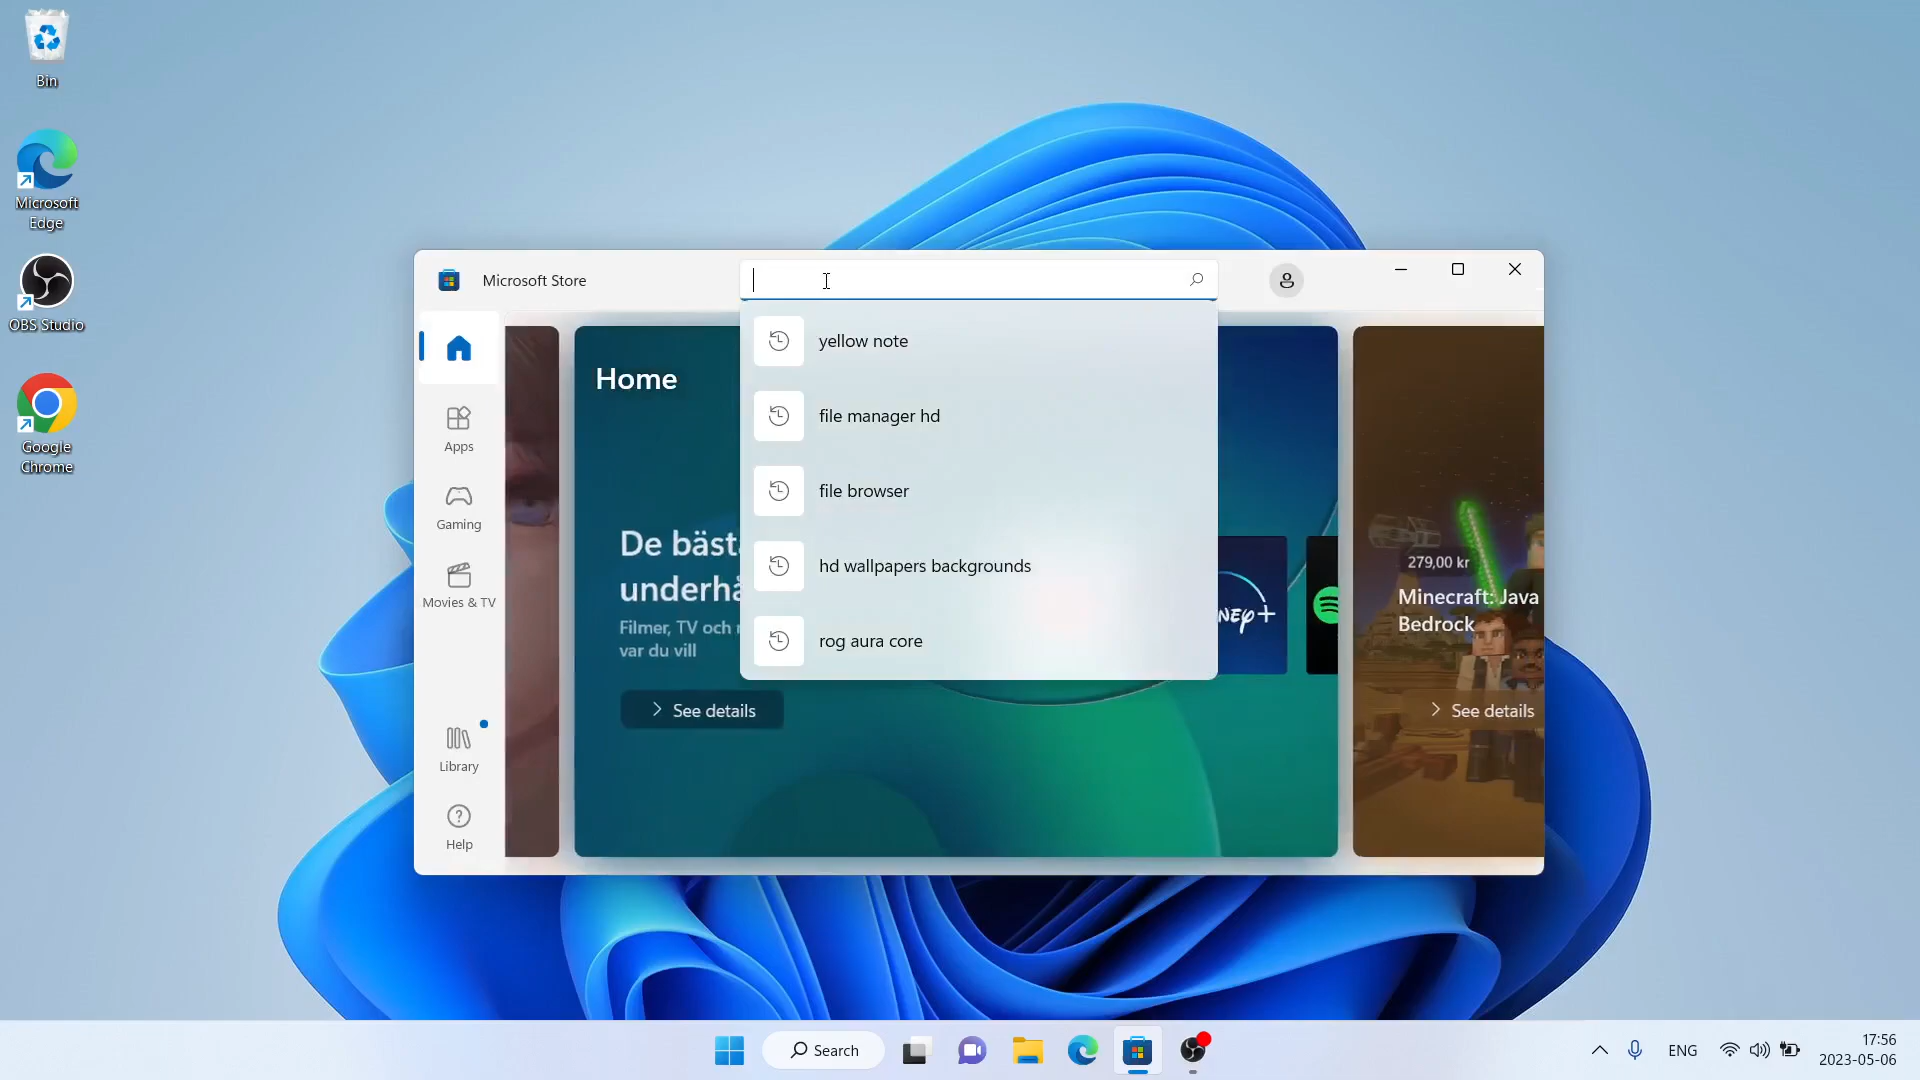 Bin
Microsoft
Edge
OBS Studio
Google
Chrome
Microsoft Store
yellow note
file manager hd
file browser
hd wallpapers backgrounds
rog aura core
Apps
Gaming
Movies & TV
Library
Help
Home
De bäst
underhå
Filmer, TV och
var du vill
See details
NEY+
279,00 kr
Minecraft: Java
Bedrock
See details
Search
ENG
17:56
2023-05-06